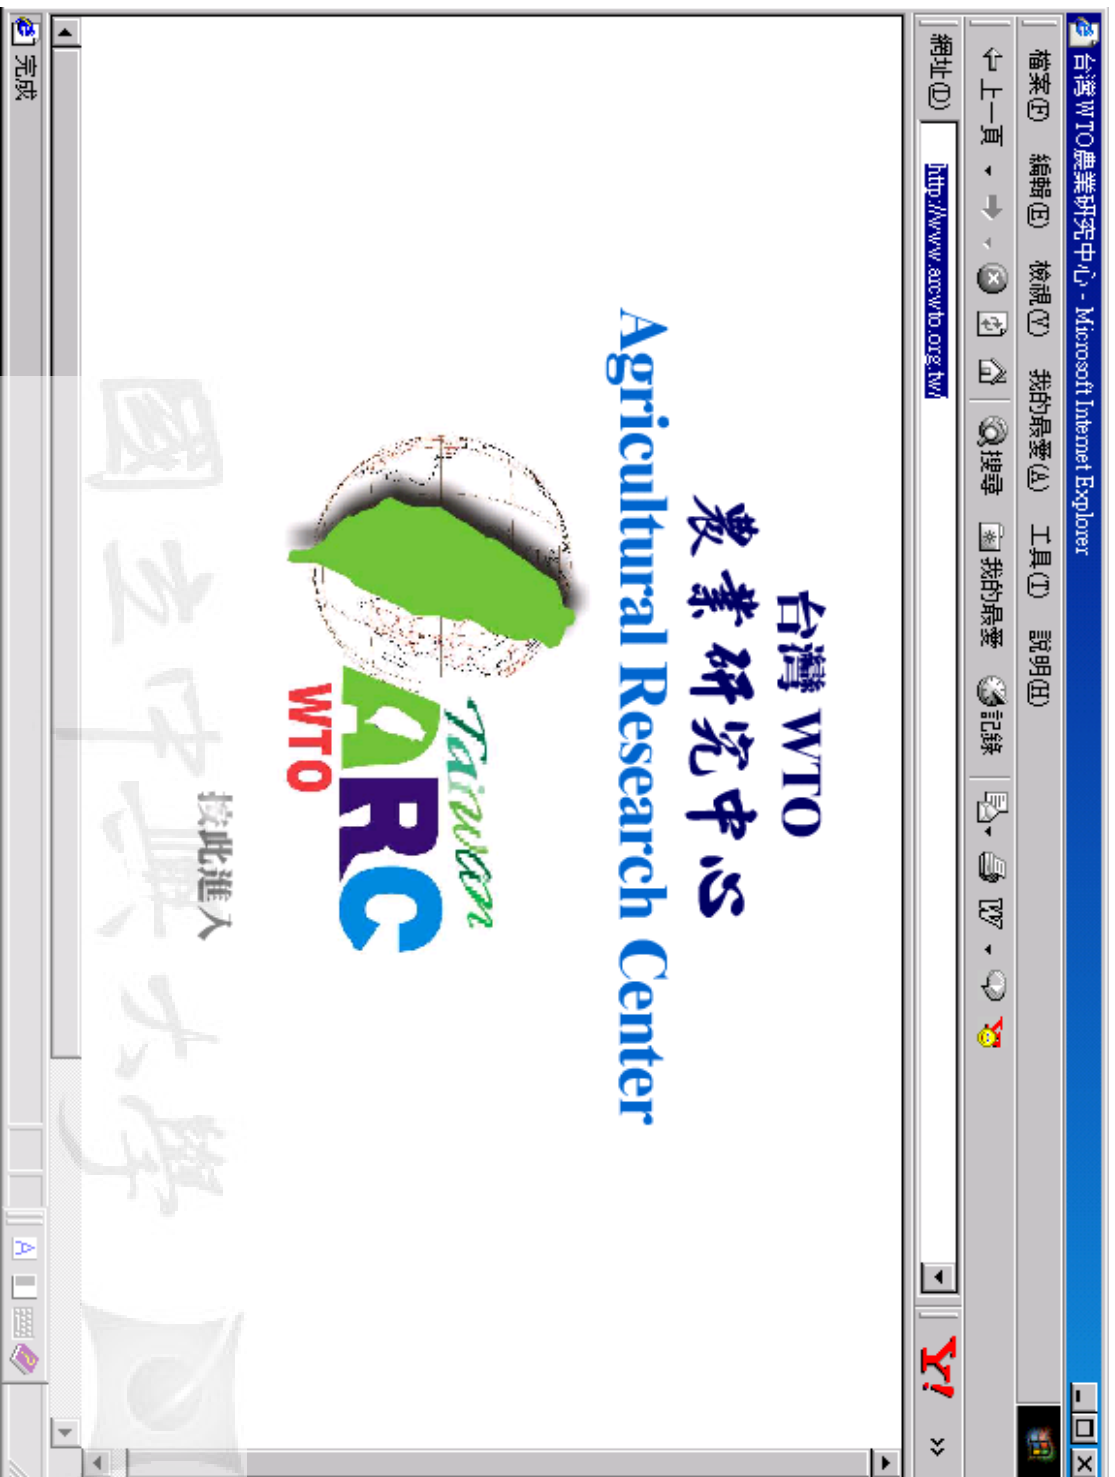 台灣WTO農業研究中心 - Microsoft Internet Explorer
檔案(F) 編輯(E) 檢視(V) 我的最愛(A) 工具(T) 說明(H)
上一頁 搜尋 我的最愛 記錄
網址(D) http://www.arcwto.org.tw/
Y!
台灣 WTO
農業研究中心
Agricultural Research Center
Taiwan
ARC
WTO
按此進入
國立中興大學
完成